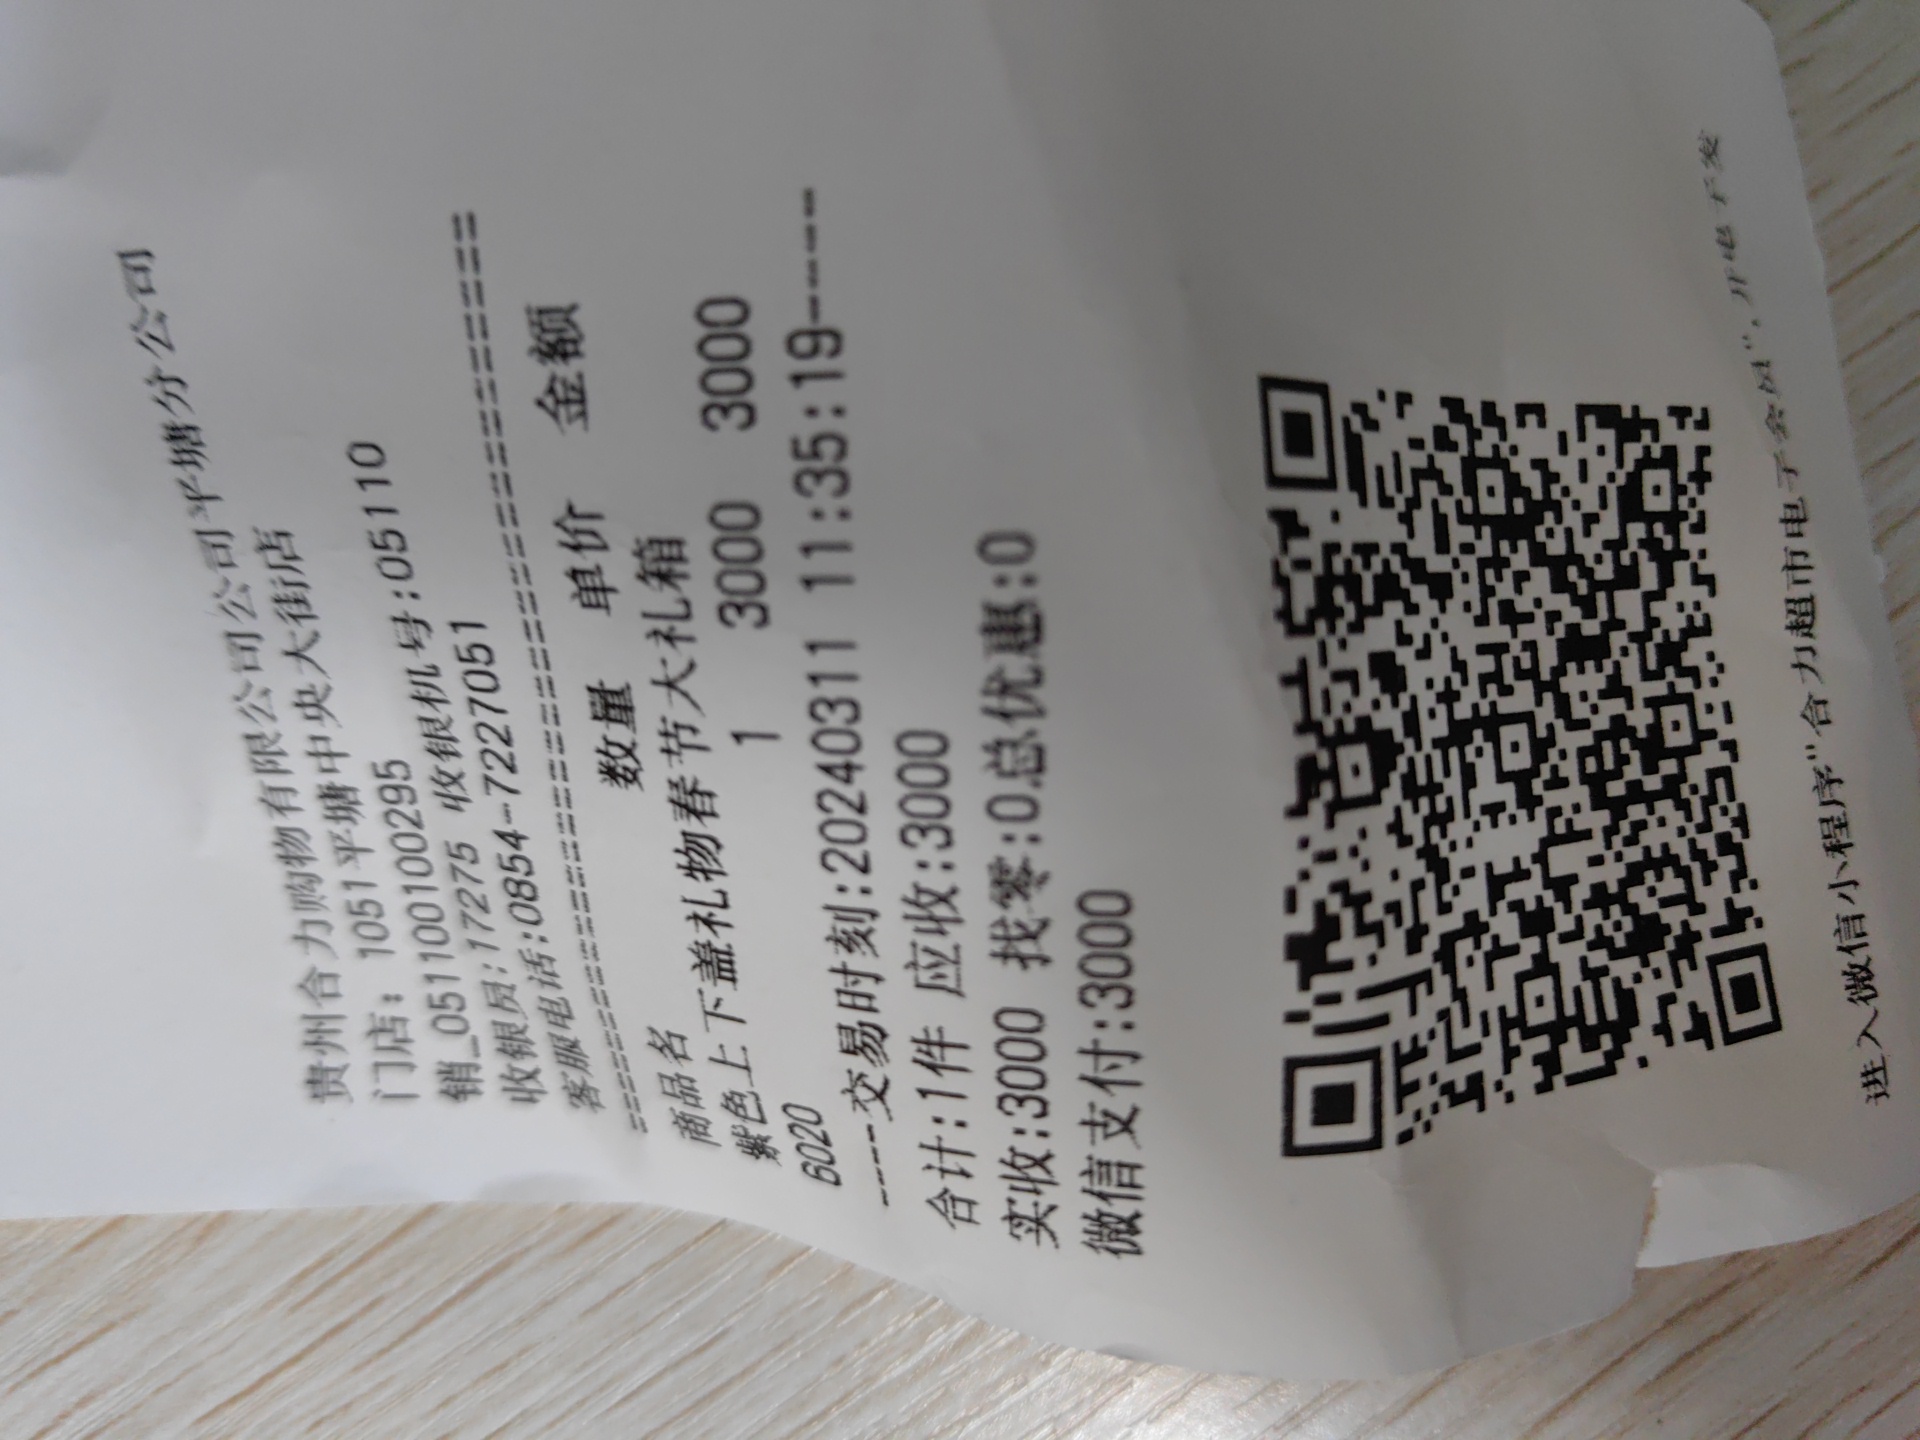 贵州合力购物有限公司公司平塘分公司
门店: 1051平塘中央大街店
销_05110010100295
收银员:17275 收银机号:05110
客服电话:0854-7227051
================================
商品名 数量 单价 金额
紫色上下盖礼物春节大礼箱
6020 1 3000 3000
----交易时刻:20240311 11:35:19-----
合计:1件 应收:3000
实收:3000 找零:0总优惠:0
微信支付:3000
进入微信小程序"合力超市电子会员", 开电子发